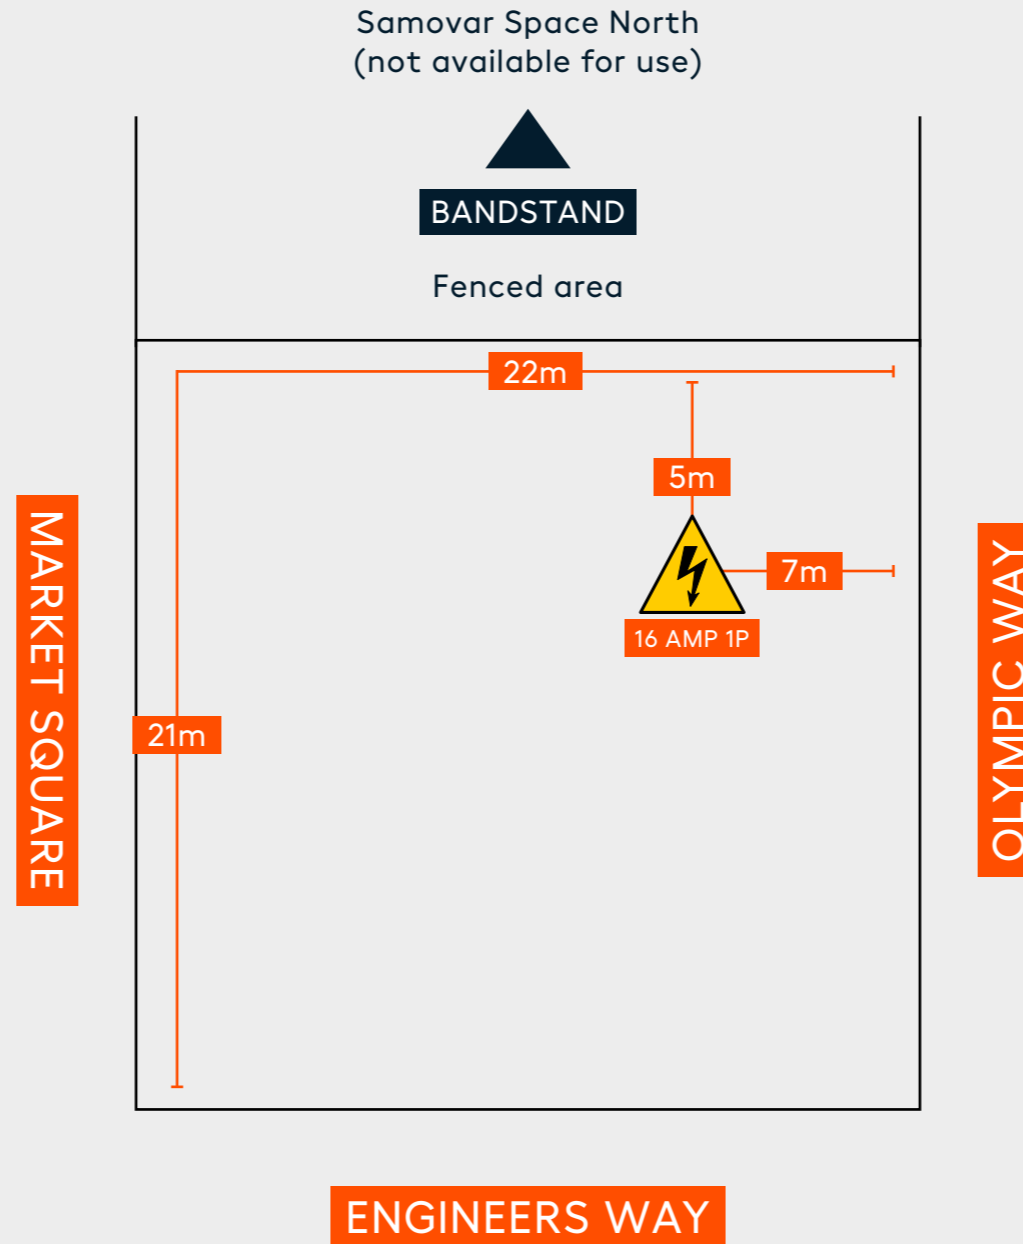 Samovar Space North
(not available for use)
BANDSTAND
Fenced area
22m
5m
7m
16 AMP 1P
21m
MARKET SQUARE
OLYMPIC WAY
ENGINEERS WAY